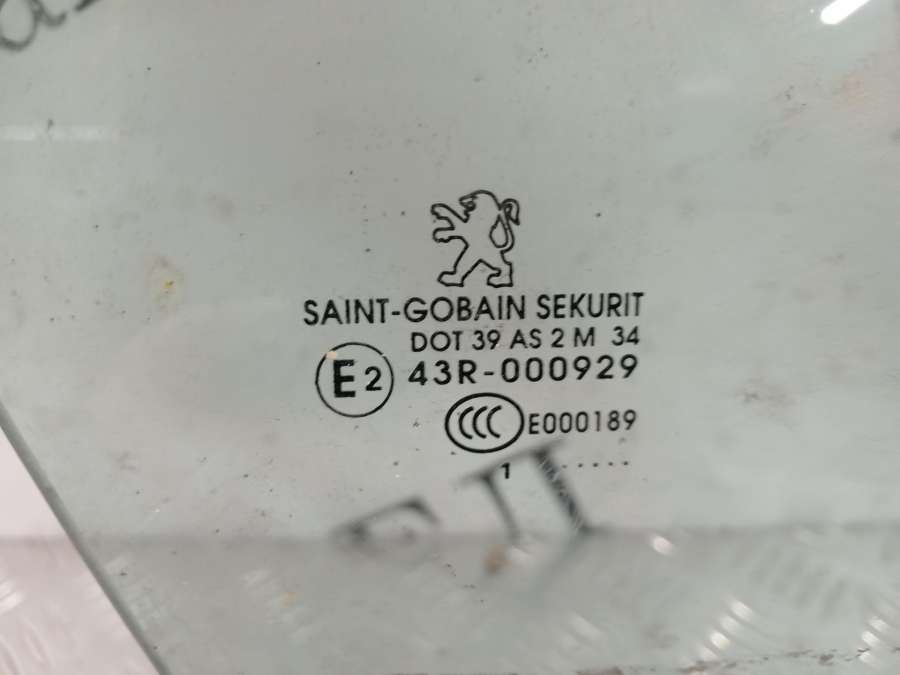 SAINT-GOBAIN SEKURIT
DOT 39 AS 2 M 34
E2 43R-000929
CCC E000189
1 ......